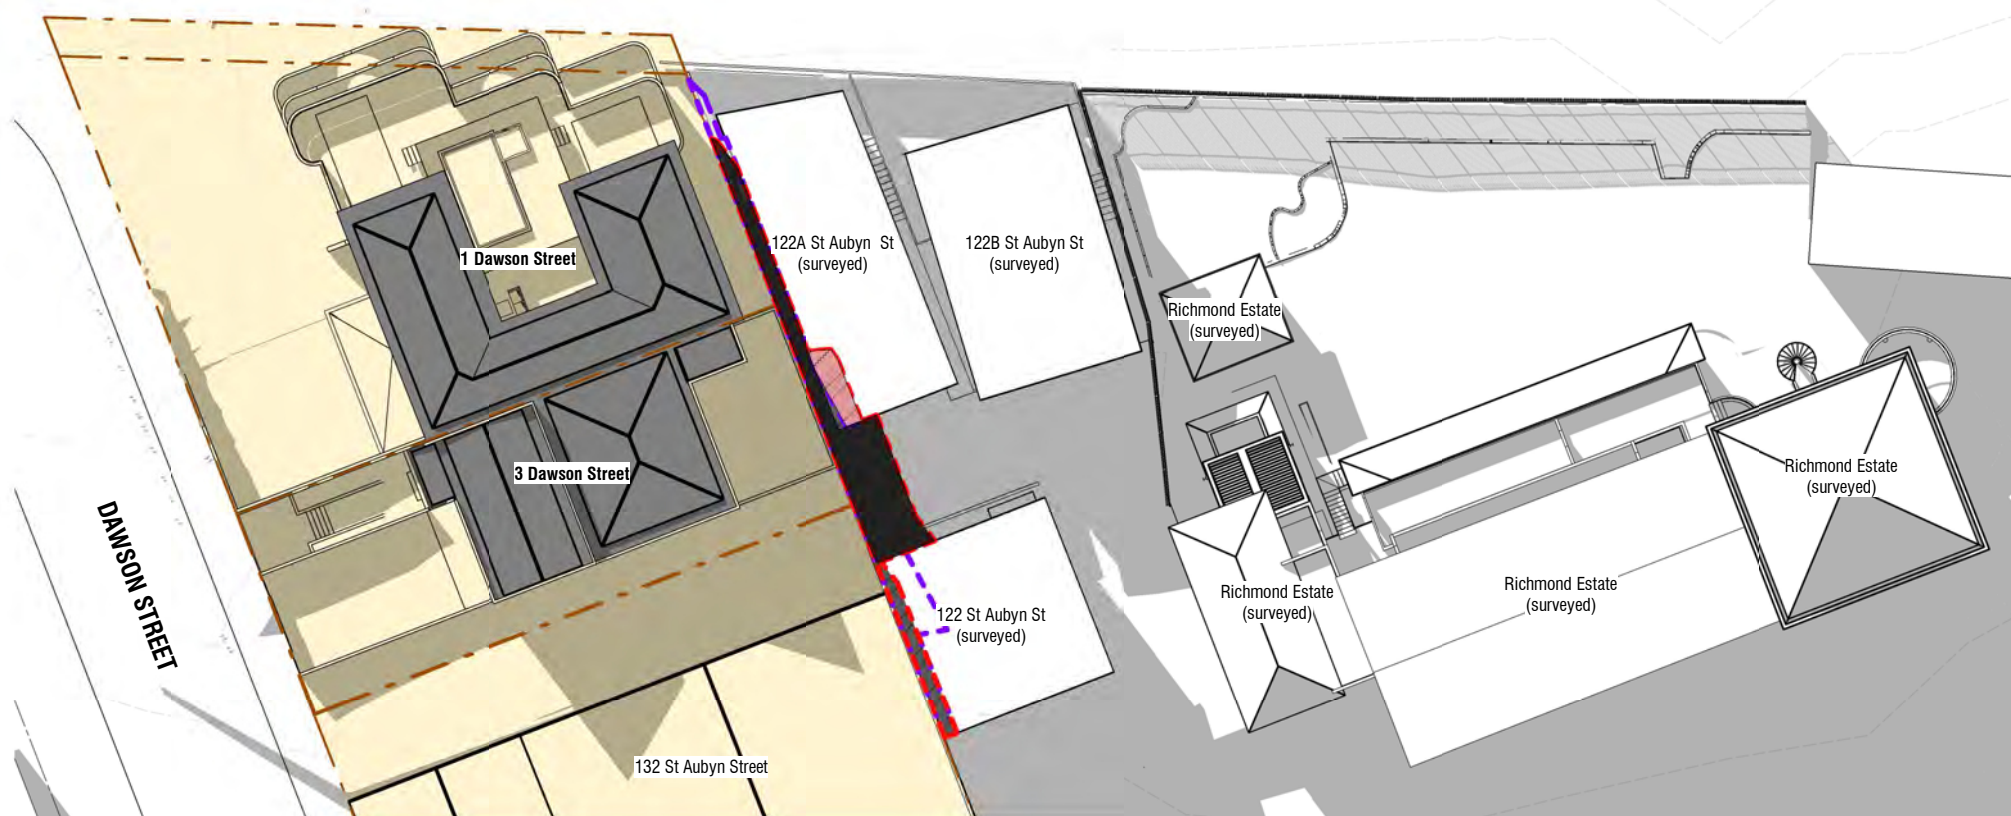 1 Dawson Street
122A St Aubyn St
(surveyed)
122B St Aubyn St
(surveyed)
Richmond Estate
(surveyed)
3 Dawson Street
Richmond Estate
(surveyed)
DAWSON STREET
122 St Aubyn St
(surveyed)
Richmond Estate
(surveyed)
Richmond Estate
(surveyed)
132 St Aubyn Street